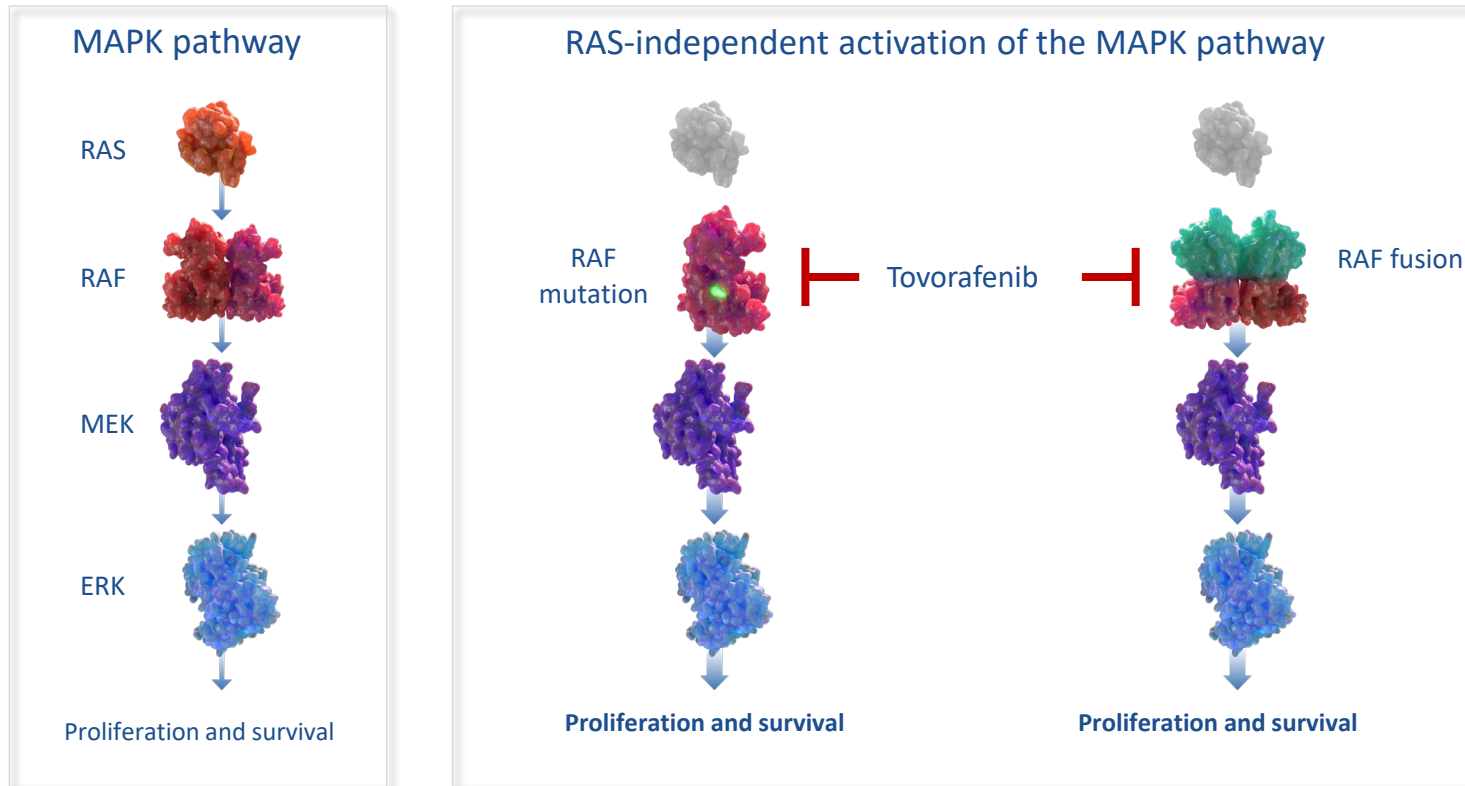 MAPK pathway
RAS
RAF
MEK
ERK
Proliferation and survival
RAS-independent activation of the MAPK pathway
RAF
mutation
Tovorafenib
RAF fusion
Proliferation and survival
Proliferation and survival